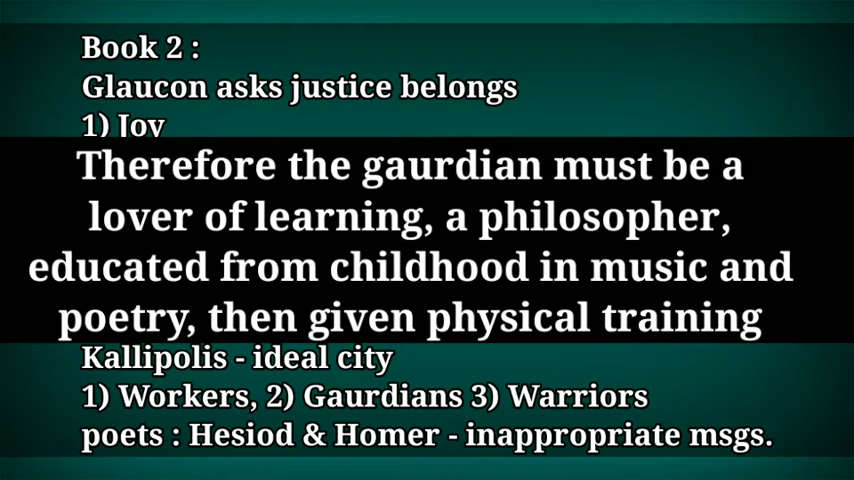 Book 2 :
Glaucon asks justice belongs
1) Joy
Therefore the gaurdian must be a
lover of learning, a philosopher,
educated from childhood in music and
poetry, then given physical training
Kallipolis - ideal city
1) Workers, 2) Gaurdians 3) Warriors
poets : Hesiod & Homer - inappropriate msgs.